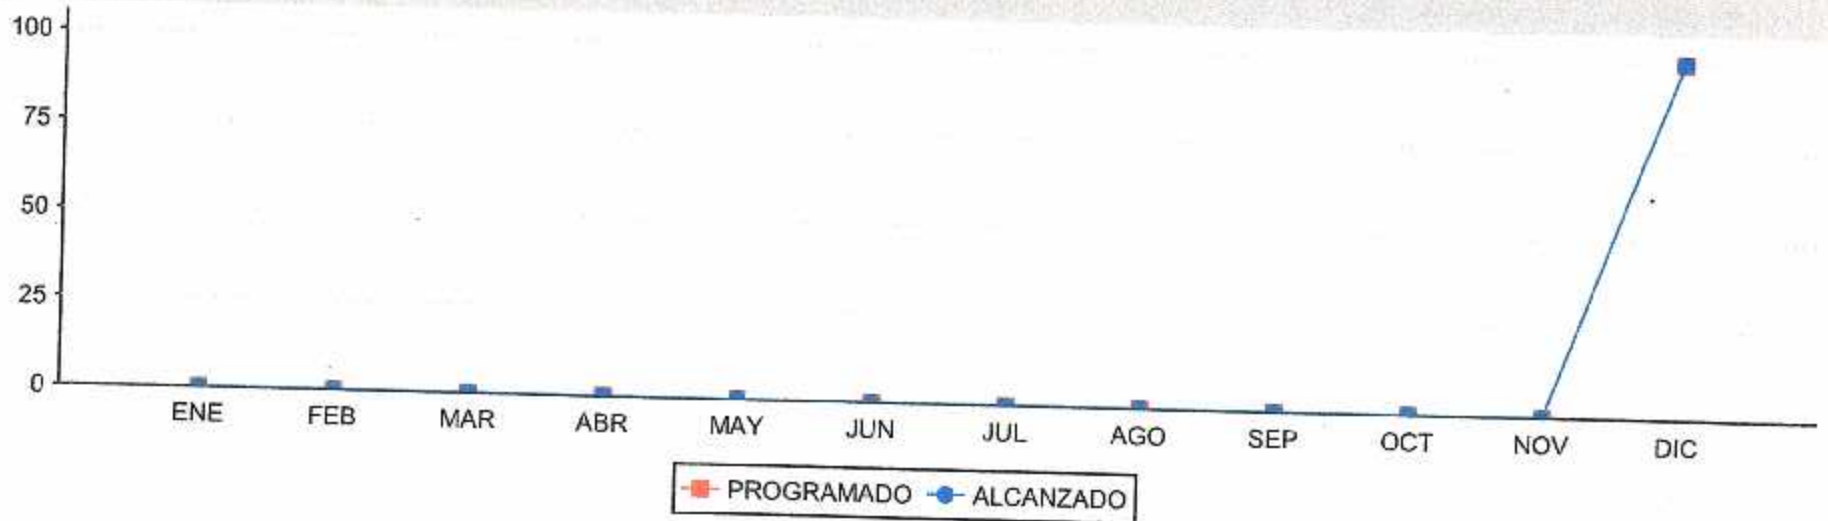 100
75
50
25
0
ENE FEB MAR ABR MAY JUN JUL AGO SEP OCT NOV DIC
PROGRAMADO ALCANZADO